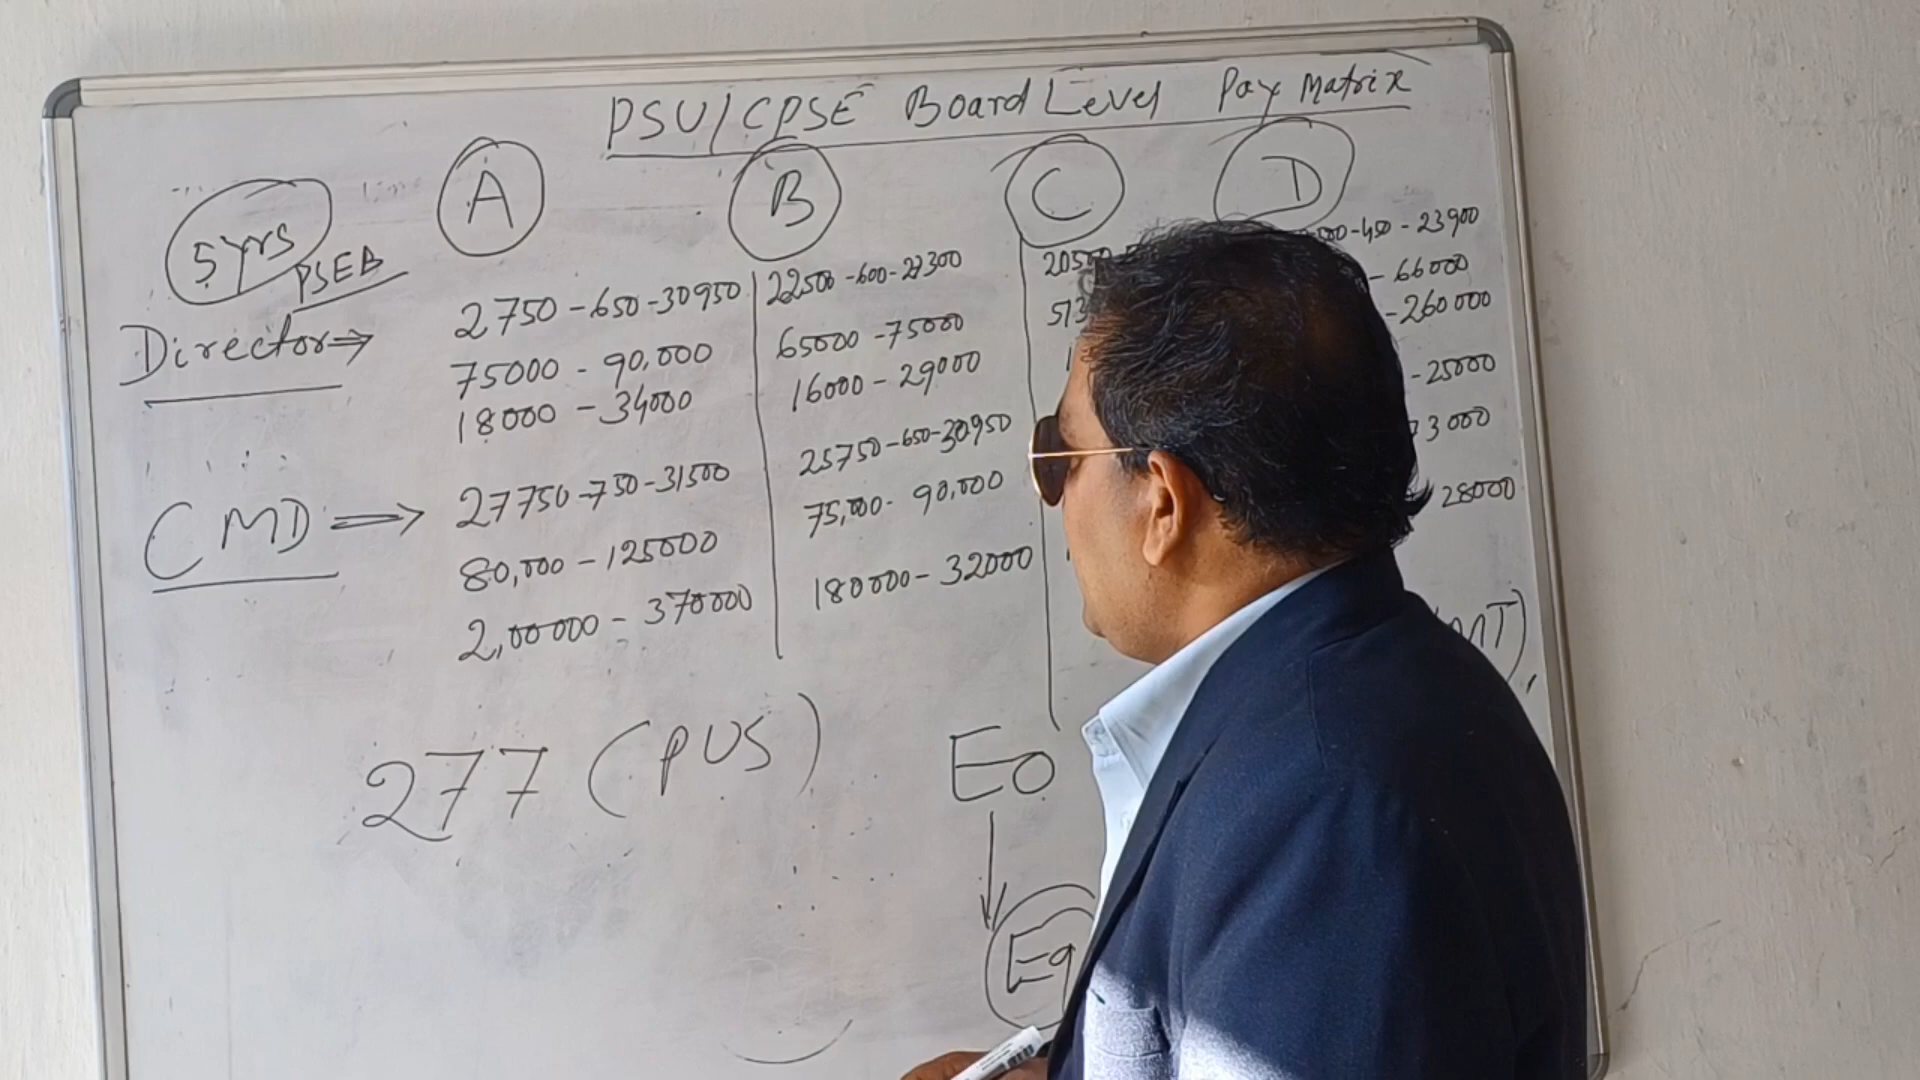 PSU/CPSE Board Level Pay Matrix
A B C D
5 yrs
PSEB
Director ⇒
2750-650-30950
75000-90,000
18000-34000
22500-600-27300
65000-75000
16000-29000
-450-23900
-66000
-260000
CMD ⇒
27750-750-31500
80,000-125000
2,00000-370000
25750-650-30950
75,000-90,000
180000-32000
-25000
3000
28000
277 (PUS)
E0
E9